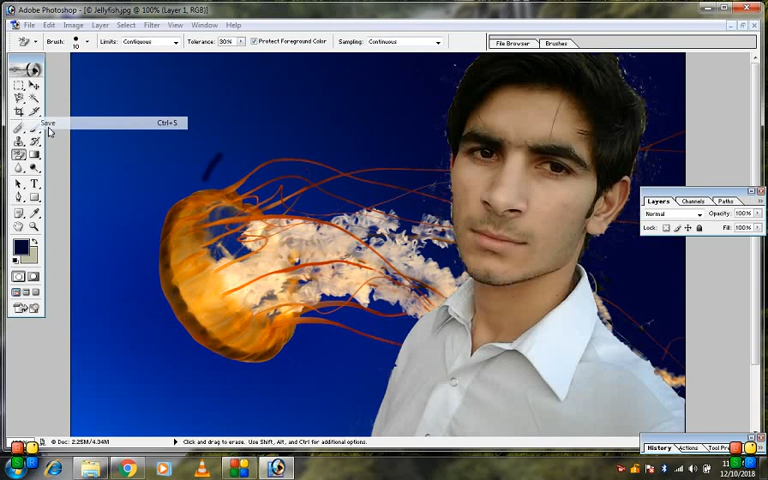 Adobe Photoshop - [© Jellyfish.jpg @ 100% (Layer 1, RGB)]
File Edit Image Layer Select Filter View Window Help
Brush: 10 Limits: Contiguous Tolerance: 30% Protect Foreground Color Sampling: Continuous File Browser Brushes
Save Ctrl+S
Layers Channels Paths
Normal Opacity: 100%
Lock: Fill: 100%
Doc: 2.25M/4.34M Click and drag to erase. Use Shift, Alt, and Ctrl for additional options.
History Actions Tool Pre
12/10/2018